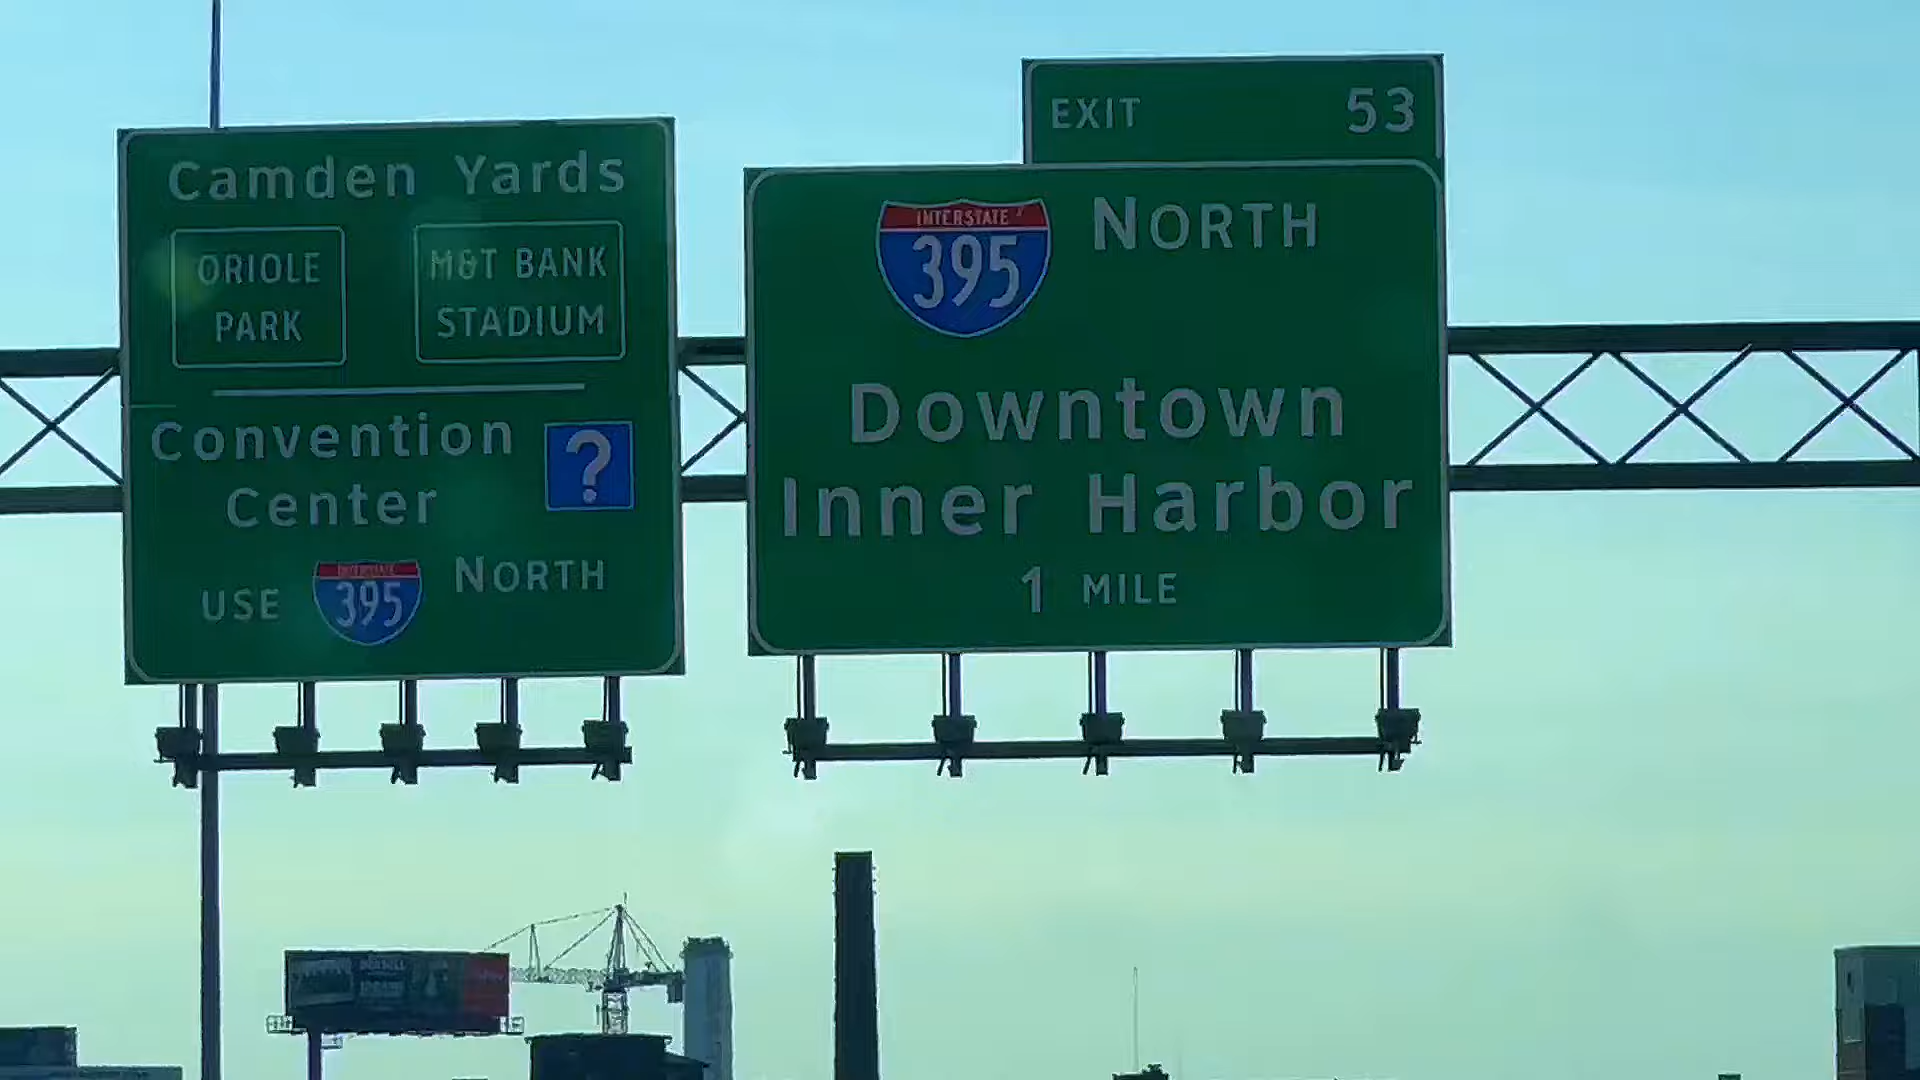 Camden Yards
ORIOLE
PARK
M&T BANK
STADIUM
Convention
Center
?
USE
INTERSTATE
395
NORTH
EXIT 53
INTERSTATE
395
NORTH
Downtown
Inner Harbor
1 MILE